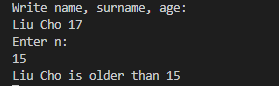 Write name, surname, age:
Liu Cho 17
Enter n:
15
Liu Cho is older than 15